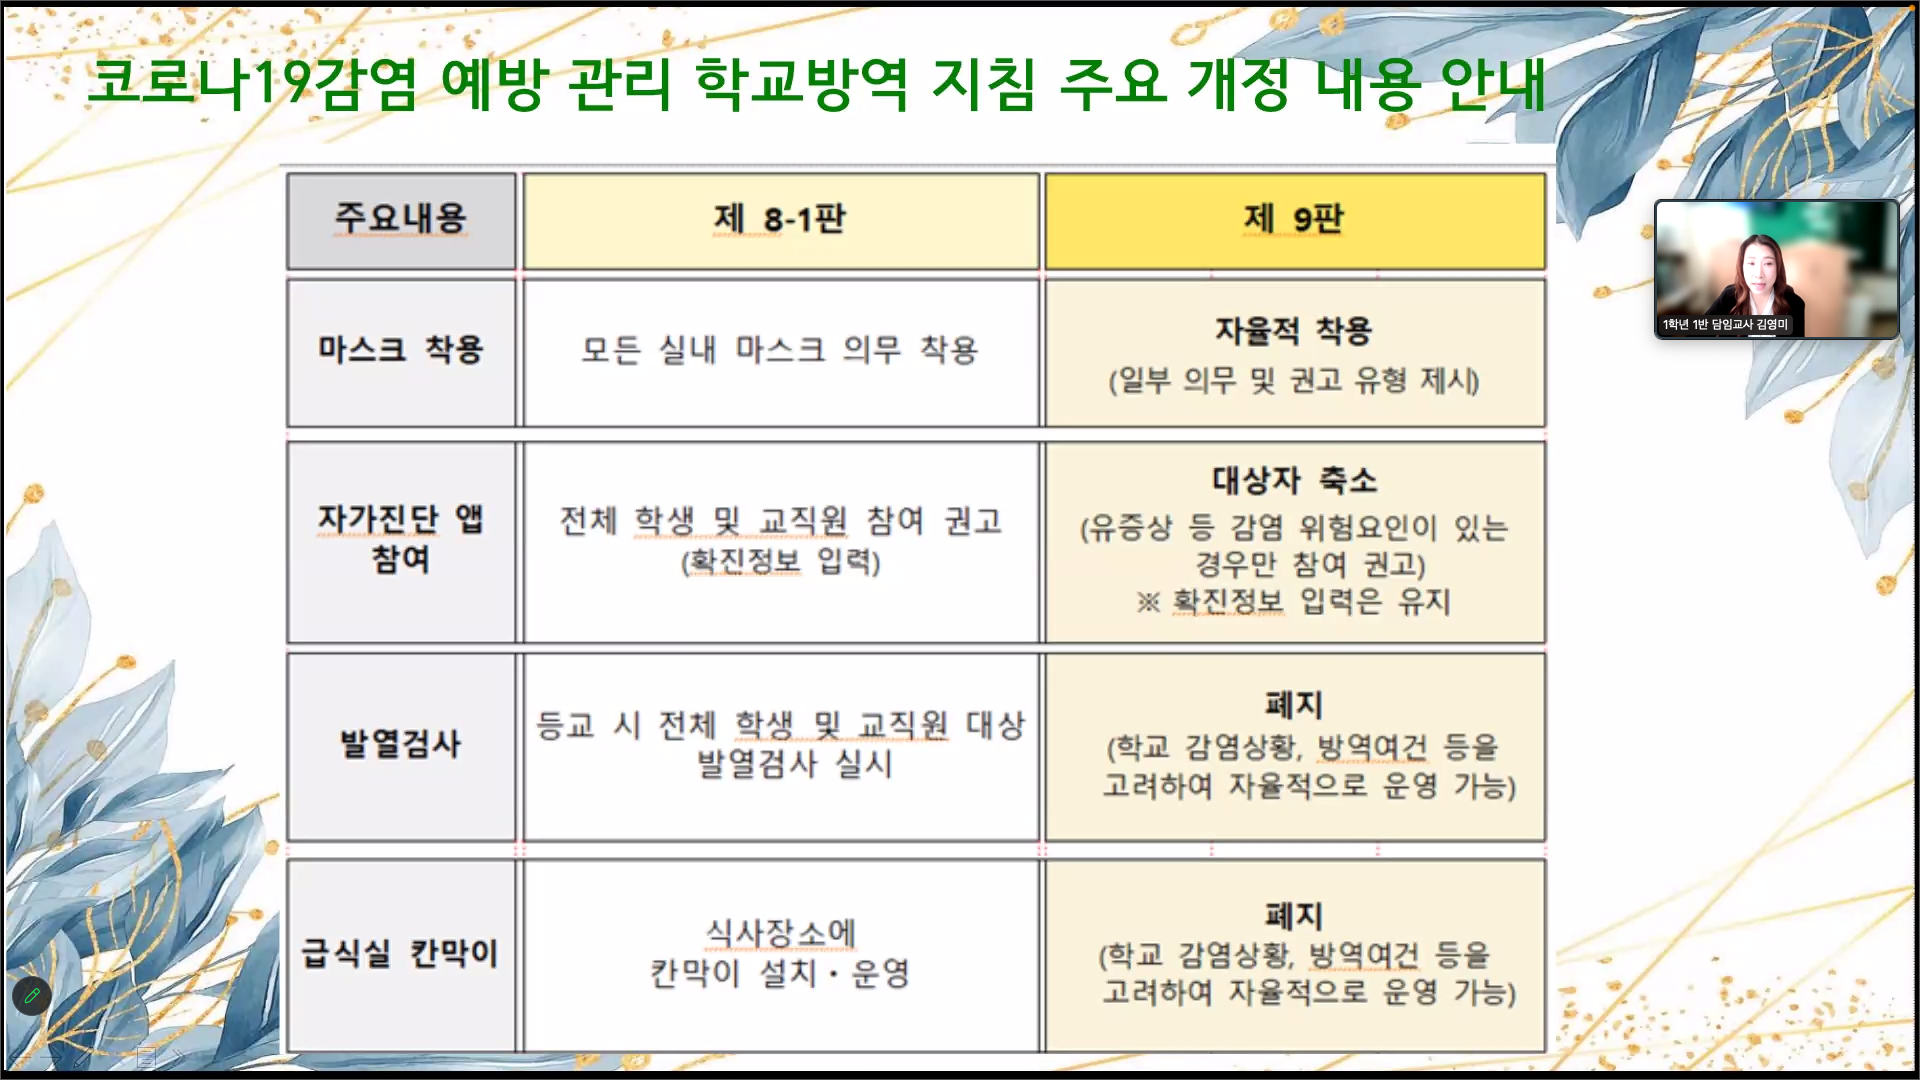 코로나19감염 예방 관리 학교방역 지침 주요 개정 내용 안내
주요내용
제 8-1판
제 9판
마스크 착용
모든 실내 마스크 의무 착용
자율적 착용
(일부 의무 및 권고 유형 제시)
자가진단 앱
참여
전체 학생 및 교직원 참여 권고
(확진정보 입력)
대상자 축소
(유증상 등 감염 위험요인이 있는
경우만 참여 권고)
※ 확진정보 입력은 유지
발열검사
등교 시 전체 학생 및 교직원 대상
발열검사 실시
폐지
(학교 감염상황, 방역여건 등을
고려하여 자율적으로 운영 가능)
급식실 칸막이
식사장소에
칸막이 설치·운영
폐지
(학교 감염상황, 방역여건 등을
고려하여 자율적으로 운영 가능)
1학년 1반 담임교사 김영미